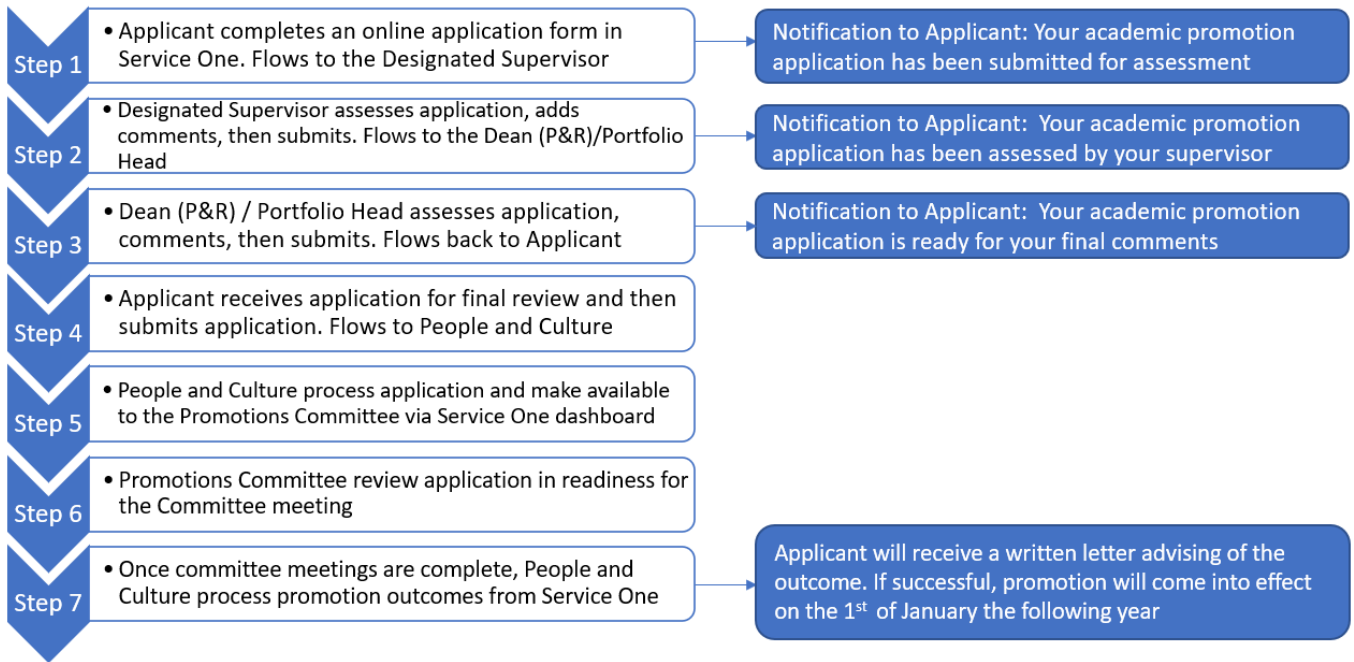 Step 1
• Applicant completes an online application form in
Service One. Flows to the Designated Supervisor
Notification to Applicant: Your academic promotion
application has been submitted for assessment
Step 2
• Designated Supervisor assesses application, adds
comments, then submits. Flows to the Dean (P&R)/Portfolio
Head
Notification to Applicant:  Your academic promotion
application has been assessed by your supervisor
Step 3
• Dean (P&R) / Portfolio Head assesses application,
comments, then submits. Flows back to Applicant
Notification to Applicant:  Your academic promotion
application is ready for your final comments
Step 4
• Applicant receives application for final review and then
submits application. Flows to People and Culture
Step 5
• People and Culture process application and make available
to the Promotions Committee via Service One dashboard
Step 6
• Promotions Committee review application in readiness for
the Committee meeting
Step 7
• Once committee meetings are complete, People and
Culture process promotion outcomes from Service One
Applicant will receive a written letter advising of the
outcome. If successful, promotion will come into effect
on the 1st of January the following year